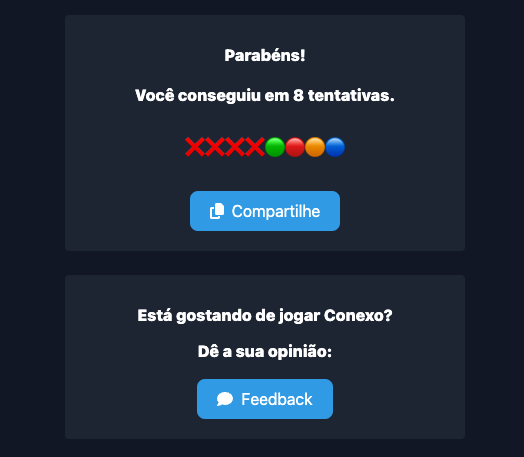 Parabéns!
Você conseguiu em 8 tentativas.
❌❌❌❌🟢🔴🟠🔵
Compartilhe
Está gostando de jogar Conexo?
Dê a sua opinião:
Feedback